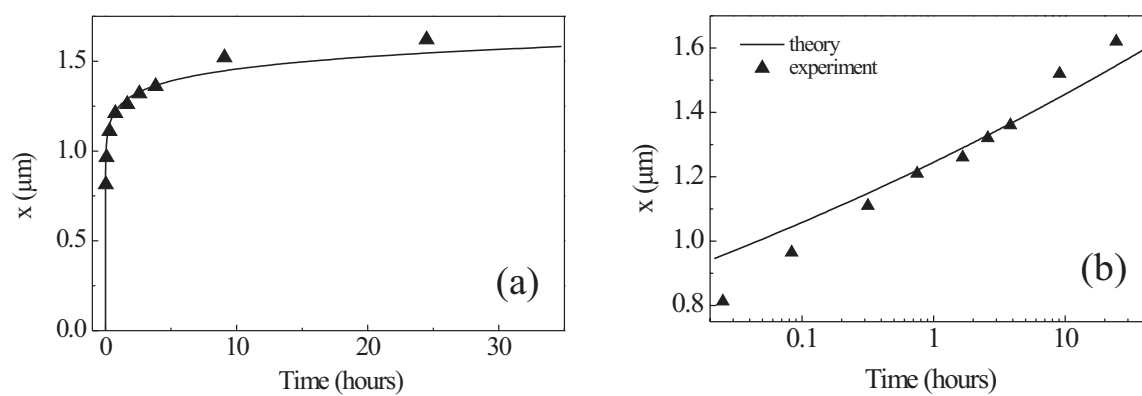 1.5
1.0
0.5
0.0
x (μm)
0
10
20
30
Time (hours)
(a)
1.6
1.4
1.2
1.0
0.8
x (μm)
theory
experiment
0.1
1
10
Time (hours)
(b)